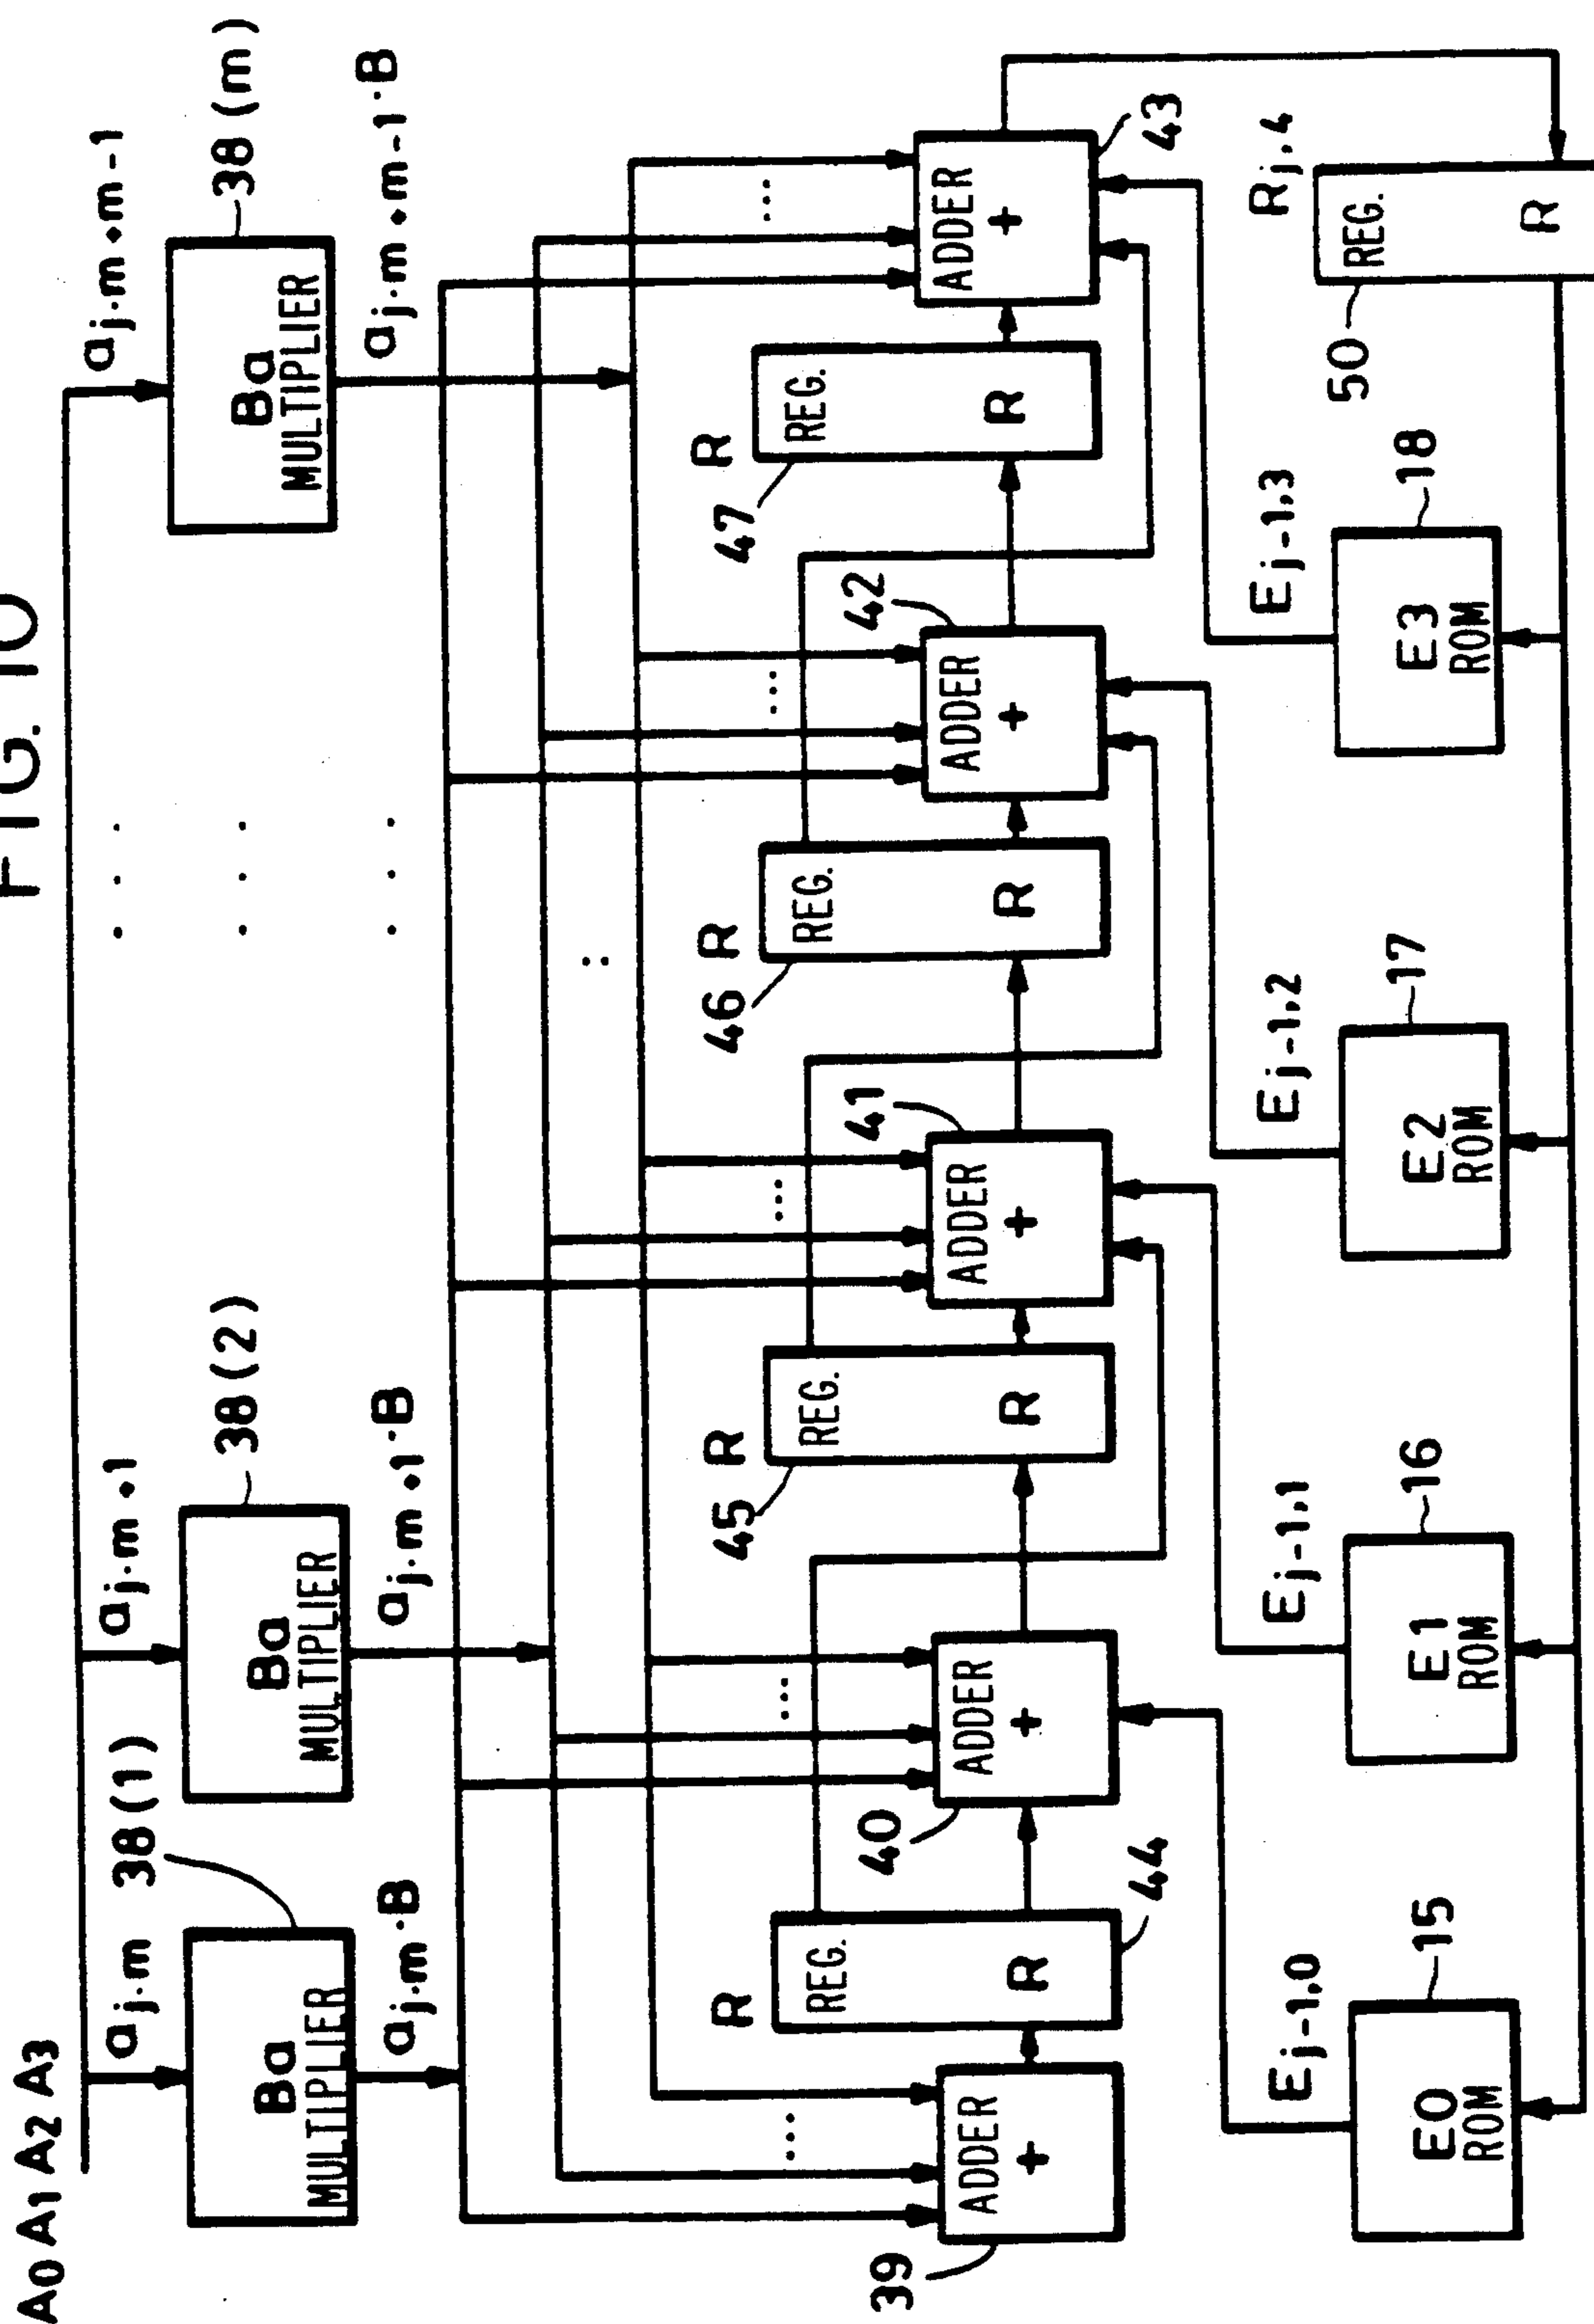 FIG. 10
A0 A1 A2 A3
aj·m
aj·m+1
aj·m+m-1
38(1)
38(2)
38(m)
Ba
MULTIPLIER
Ba
MULTIPLIER
Ba
MULTIPLIER
aj·m·B
aj·m+1·B
aj·m+m-1·B
39
ADDER
+
R
REG.
R
44
40
ADDER
+
R
45
REG.
R
41
ADDER
+
R
46
REG.
R
42
ADDER
+
R
47
REG.
R
ADDER
+
43
Ej-1,0
Ej-1,1
Ej-1,2
Ej-1,3
Rj,4
15
E0
ROM
16
E1
ROM
17
E2
ROM
18
E3
ROM
50
REG.
R